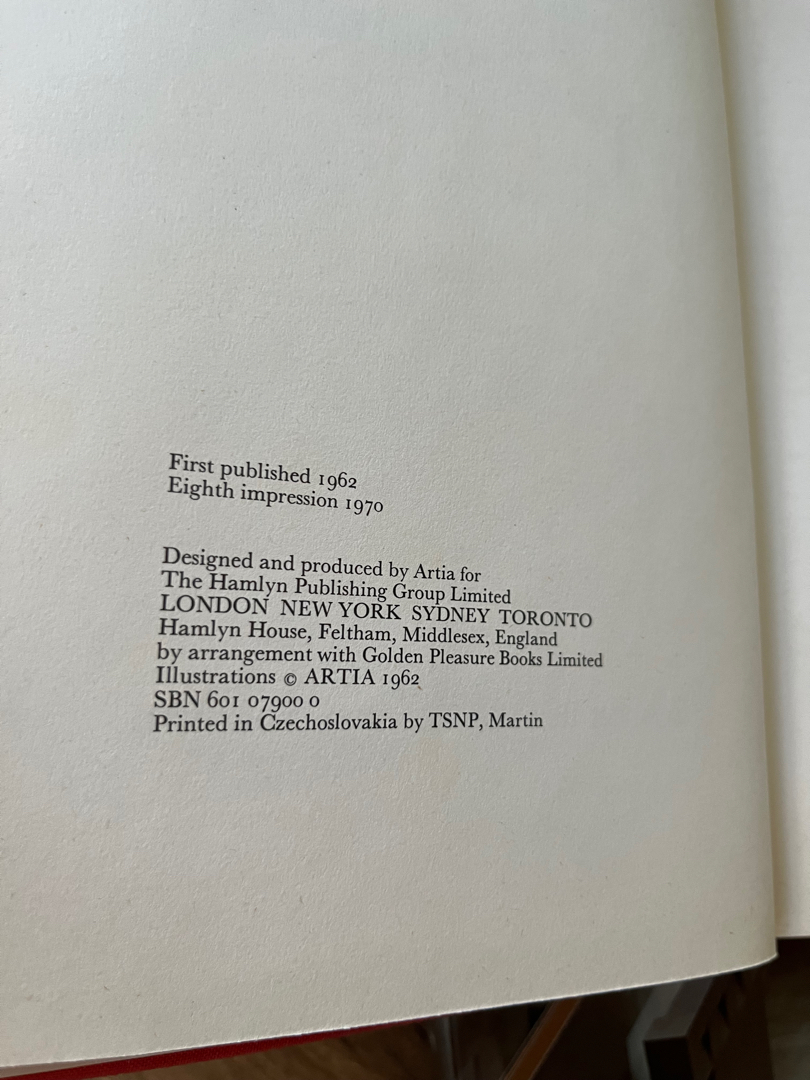 First published 1962
Eighth impression 1970
Designed and produced by Artia for
The Hamlyn Publishing Group Limited
LONDON NEW YORK SYDNEY TORONTO
Hamlyn House, Feltham, Middlesex, England
by arrangement with Golden Pleasure Books Limited
Illustrations © ARTIA 1962
SBN 601 07900 0
Printed in Czechoslovakia by TSNP, Martin